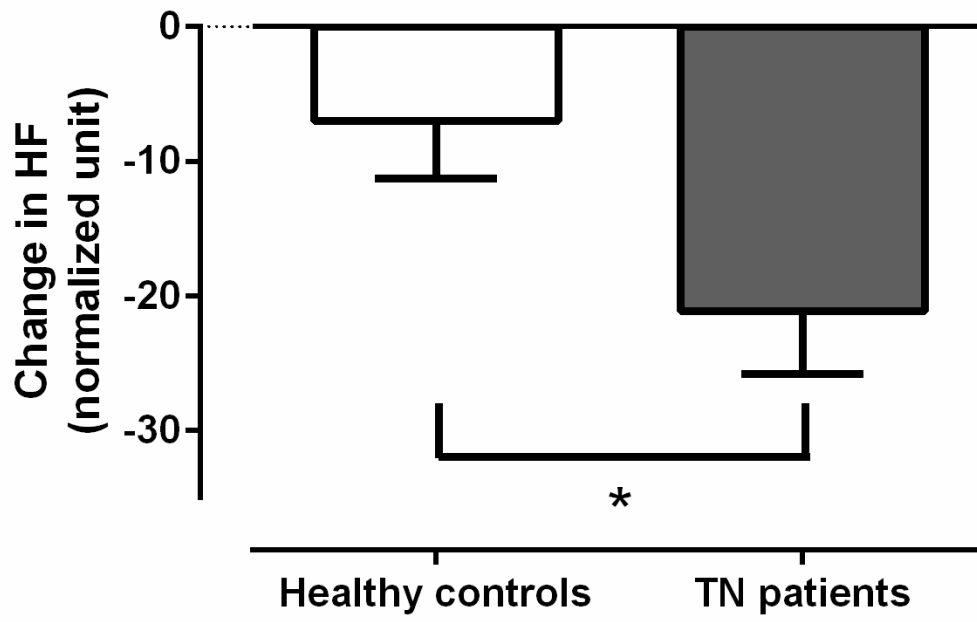 Change in HF
(normalized unit)
0
-10
-20
-30
*
Healthy controls
TN patients